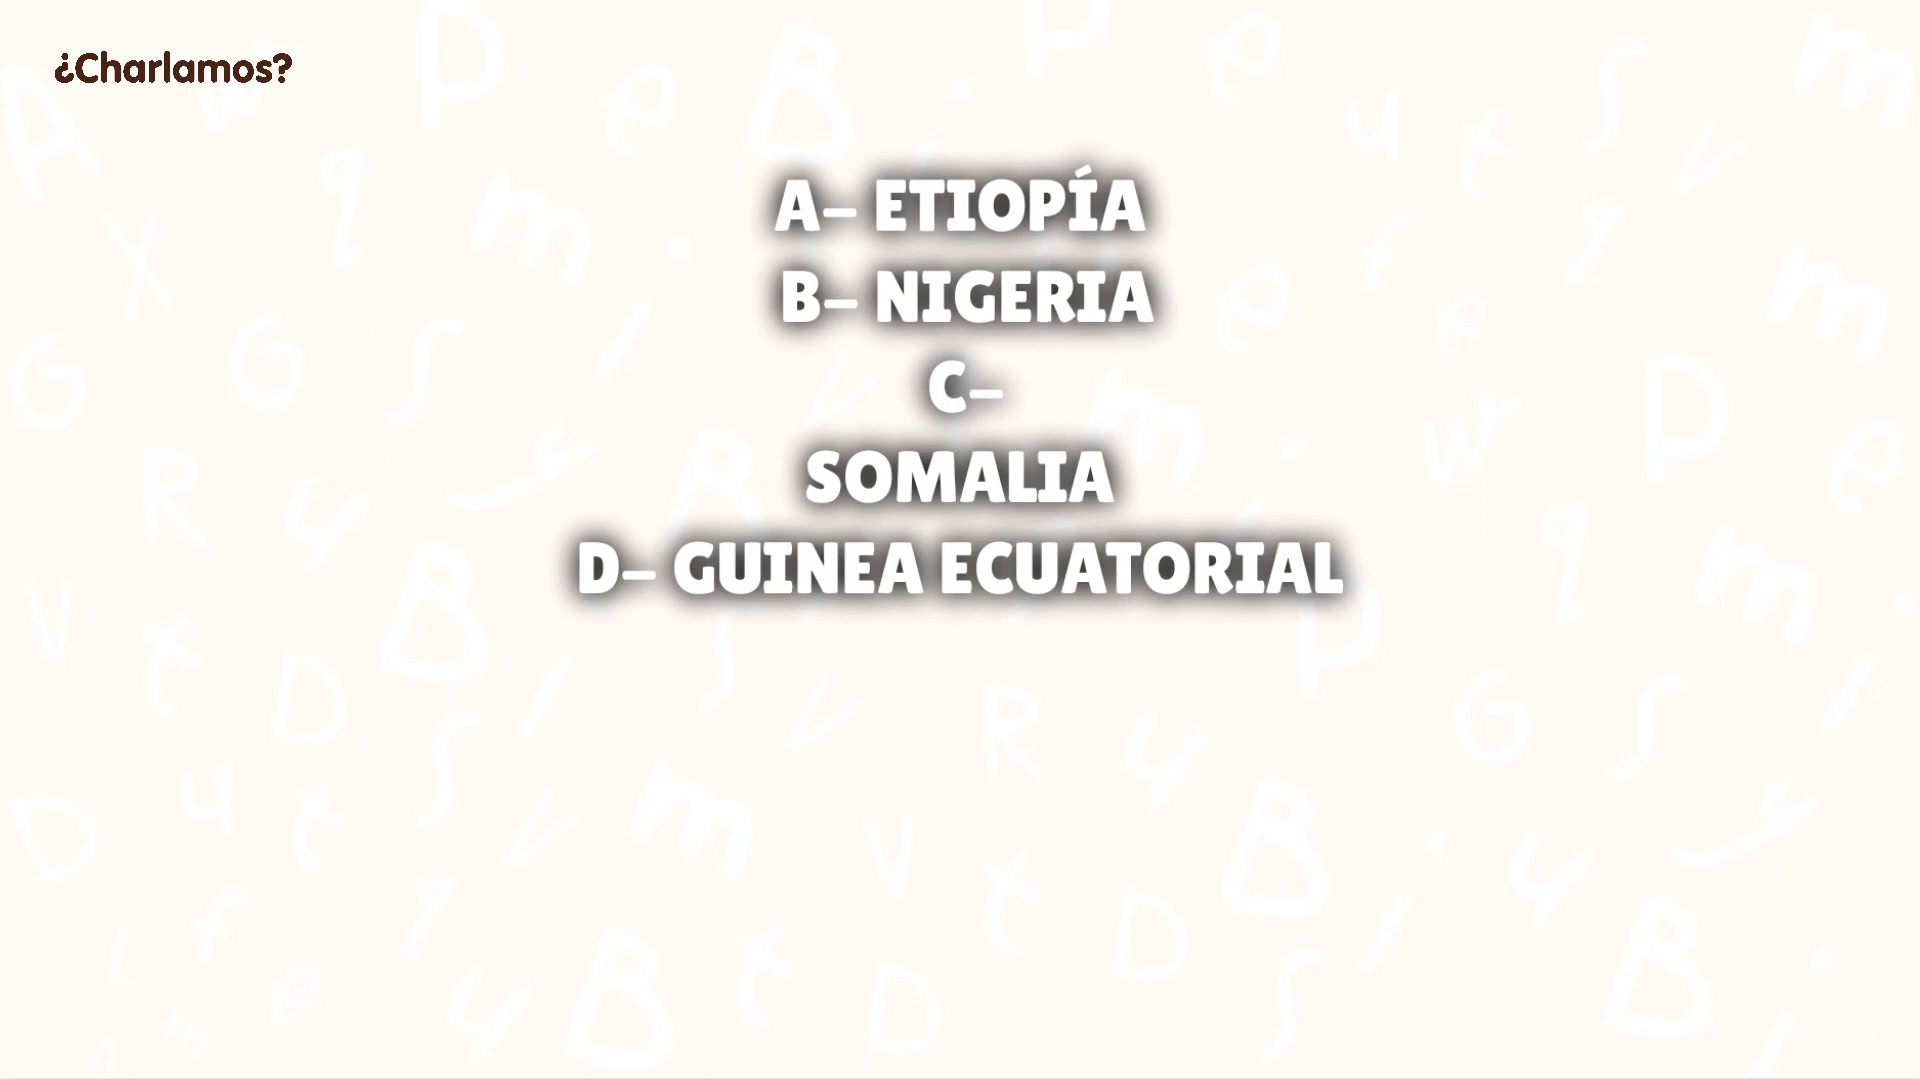 ¿Charlamos?
A- ETIOPÍA
B- NIGERIA
C-
SOMALIA
D- GUINEA ECUATORIAL